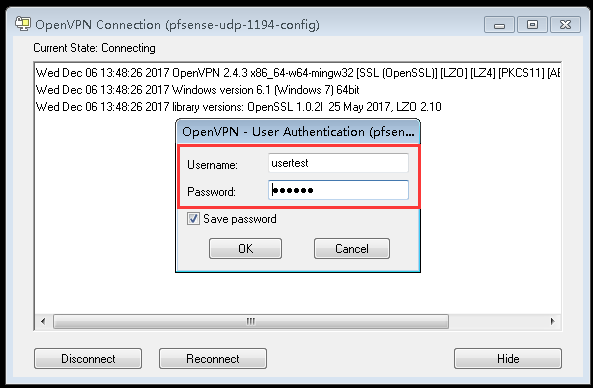 OpenVPN Connection (pfsense-udp-1194-config)
Current State: Connecting
Wed Dec 06 13:48:26 2017 OpenVPN 2.4.3 x86_64-w64-mingw32 [SSL (OpenSSL)] [LZO] [LZ4] [PKCS11] [AE
Wed Dec 06 13:48:26 2017 Windows version 6.1 (Windows 7) 64bit
Wed Dec 06 13:48:26 2017 library versions: OpenSSL 1.0.2l  25 May 2017, LZO 2.10
OpenVPN - User Authentication (pfsen...
Username: usertest
Password: ●●●●●●
Save password
OK Cancel
Disconnect Reconnect Hide